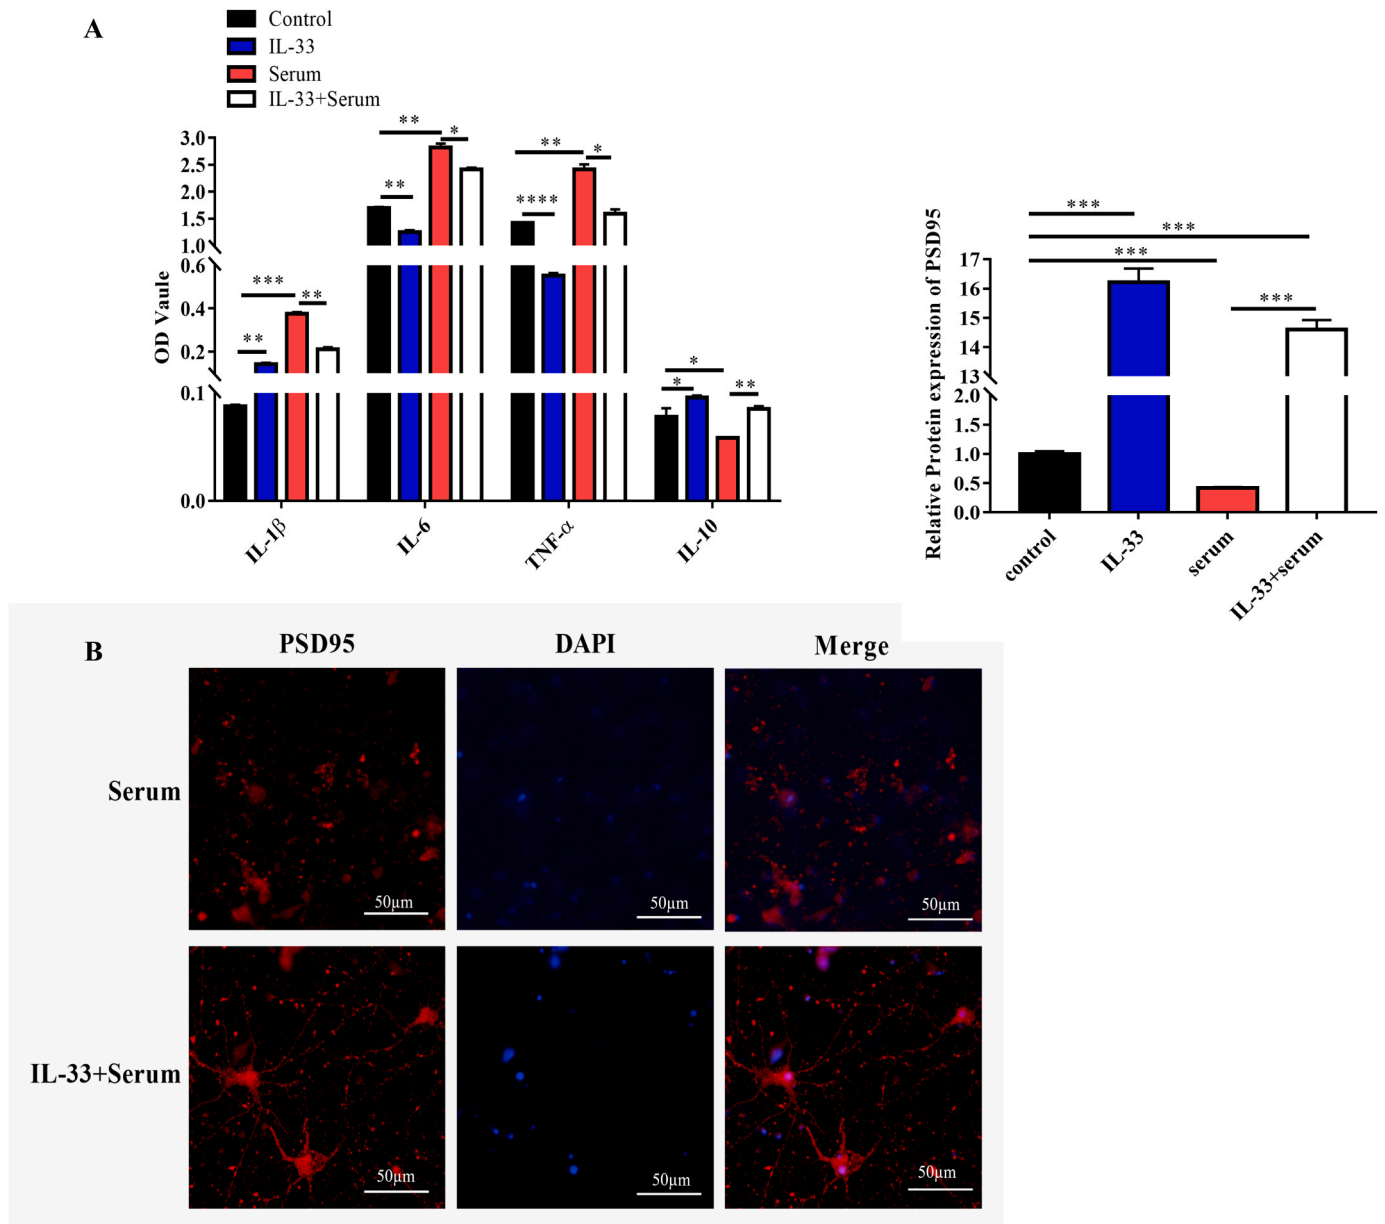 A
Control
IL-33
Serum
IL-33+Serum
OD Vaule
3.0
2.5
2.0
1.5
1.0
0.6
0.4
0.2
0.1
0.0
*** ** **
** ** *
**** ** *
* * **
IL-1β
IL-6
TNF-α
IL-10
Relative Protein expression of PSD95
17
16
15
14
13
2.0
1.0
0.5
0.0
***
***
***
***
control
IL-33
serum
IL-33+serum
B
PSD95 DAPI Merge
Serum
50µm 50µm 50µm
IL-33+Serum
50µm 50µm 50µm